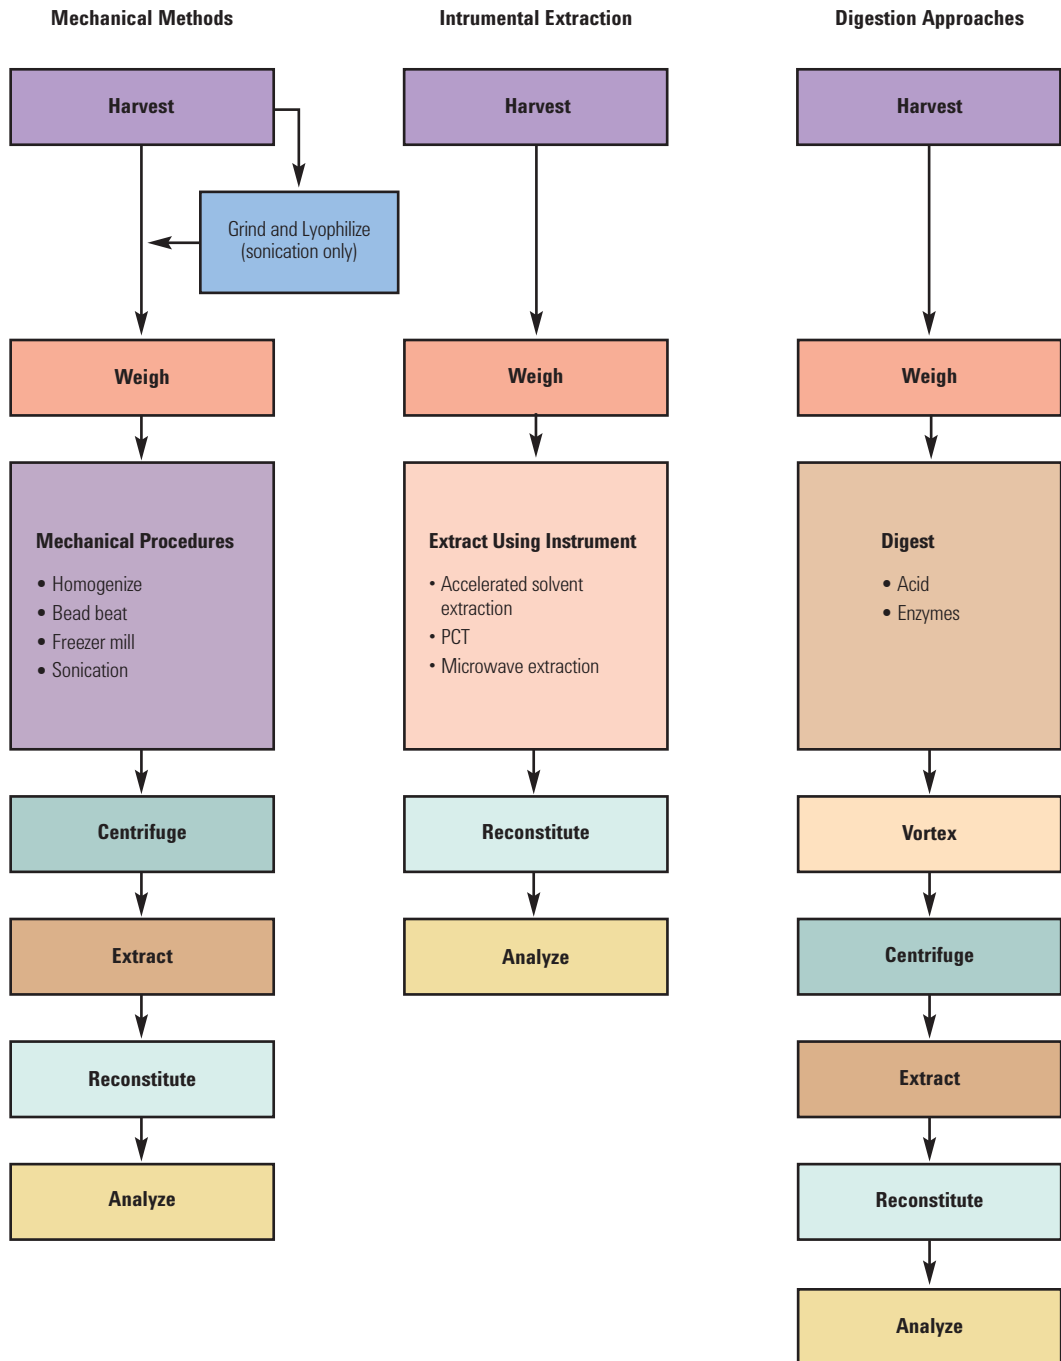 Mechanical Methods
Harvest
Grind and Lyophilize
(sonication only)
Weigh
Mechanical Procedures
• Homogenize
• Bead beat
• Freezer mill
• Sonication
Centrifuge
Extract
Reconstitute
Analyze
Intrumental Extraction
Harvest
Weigh
Extract Using Instrument
• Accelerated solvent
extraction
• PCT
• Microwave extraction
Reconstitute
Analyze
Digestion Approaches
Harvest
Weigh
Digest
• Acid
• Enzymes
Vortex
Centrifuge
Extract
Reconstitute
Analyze